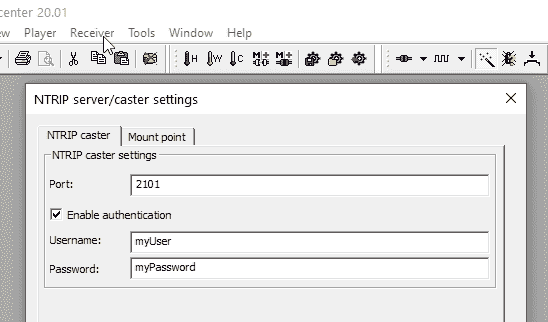 center 20.01
ew Player Receiver Tools Window Help
H W C M M
NTRIP server/caster settings
NTRIP caster Mount point
NTRIP caster settings
Port: 2101
Enable authentication
Username: myUser
Password: myPassword